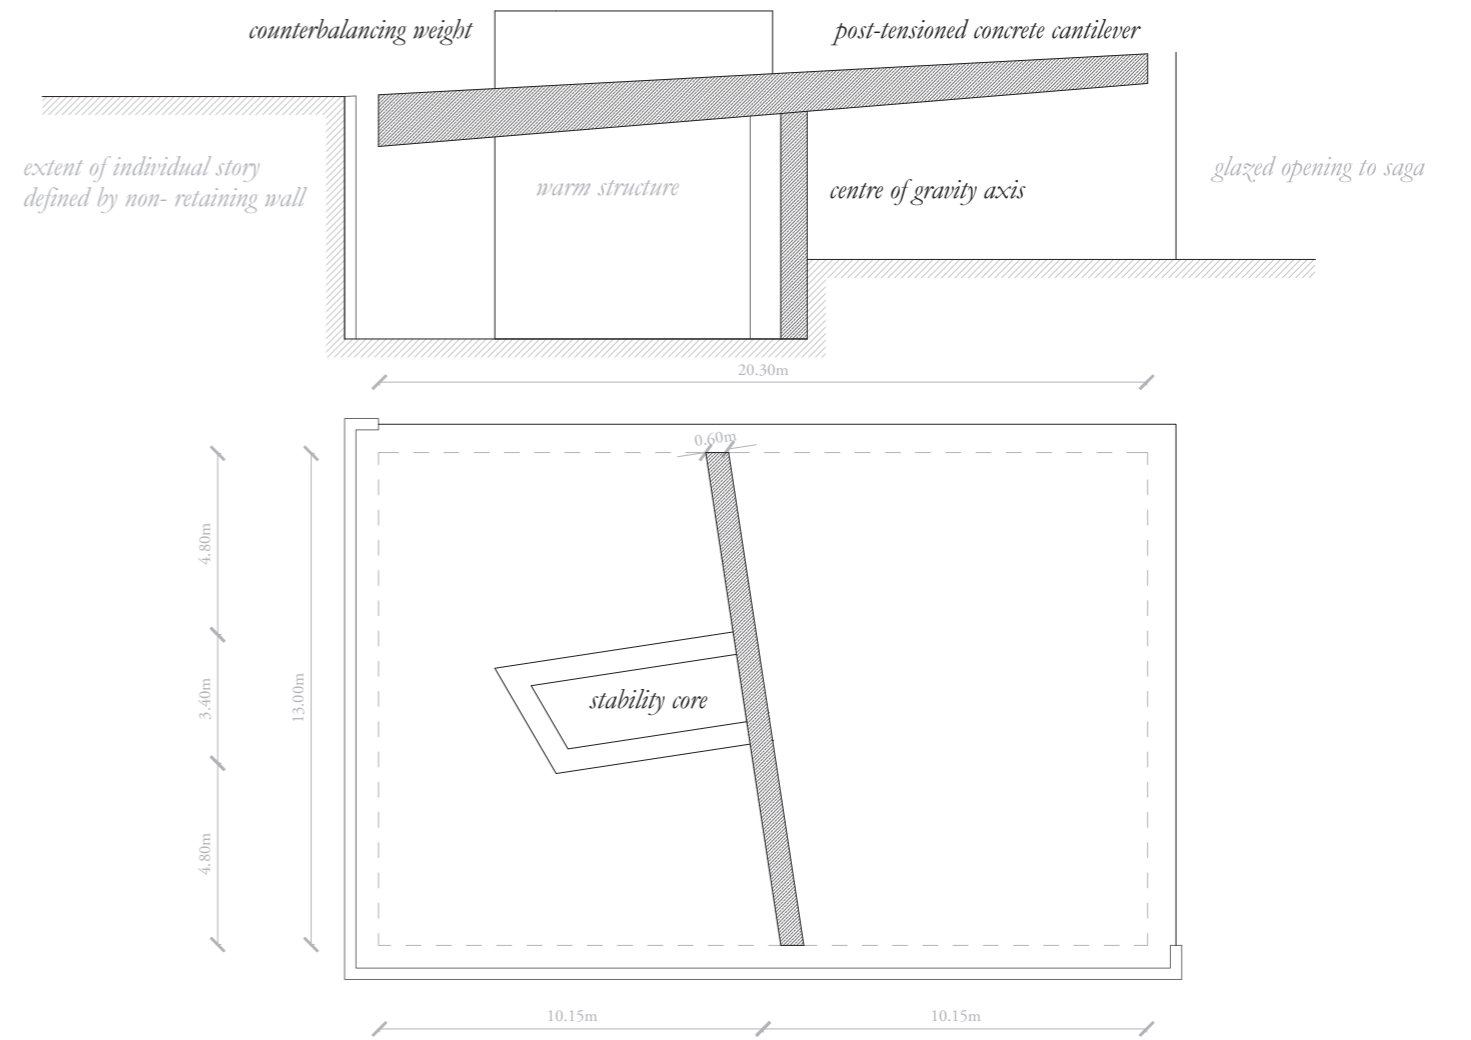 counterbalancing weight
post-tensioned concrete cantilever
extent of individual story
defined by non- retaining wall
warm structure
centre of gravity axis
glazed opening to saga
20.30m
0.60m
4.80m
3.40m
13.00m
stability core
4.80m
10.15m
10.15m